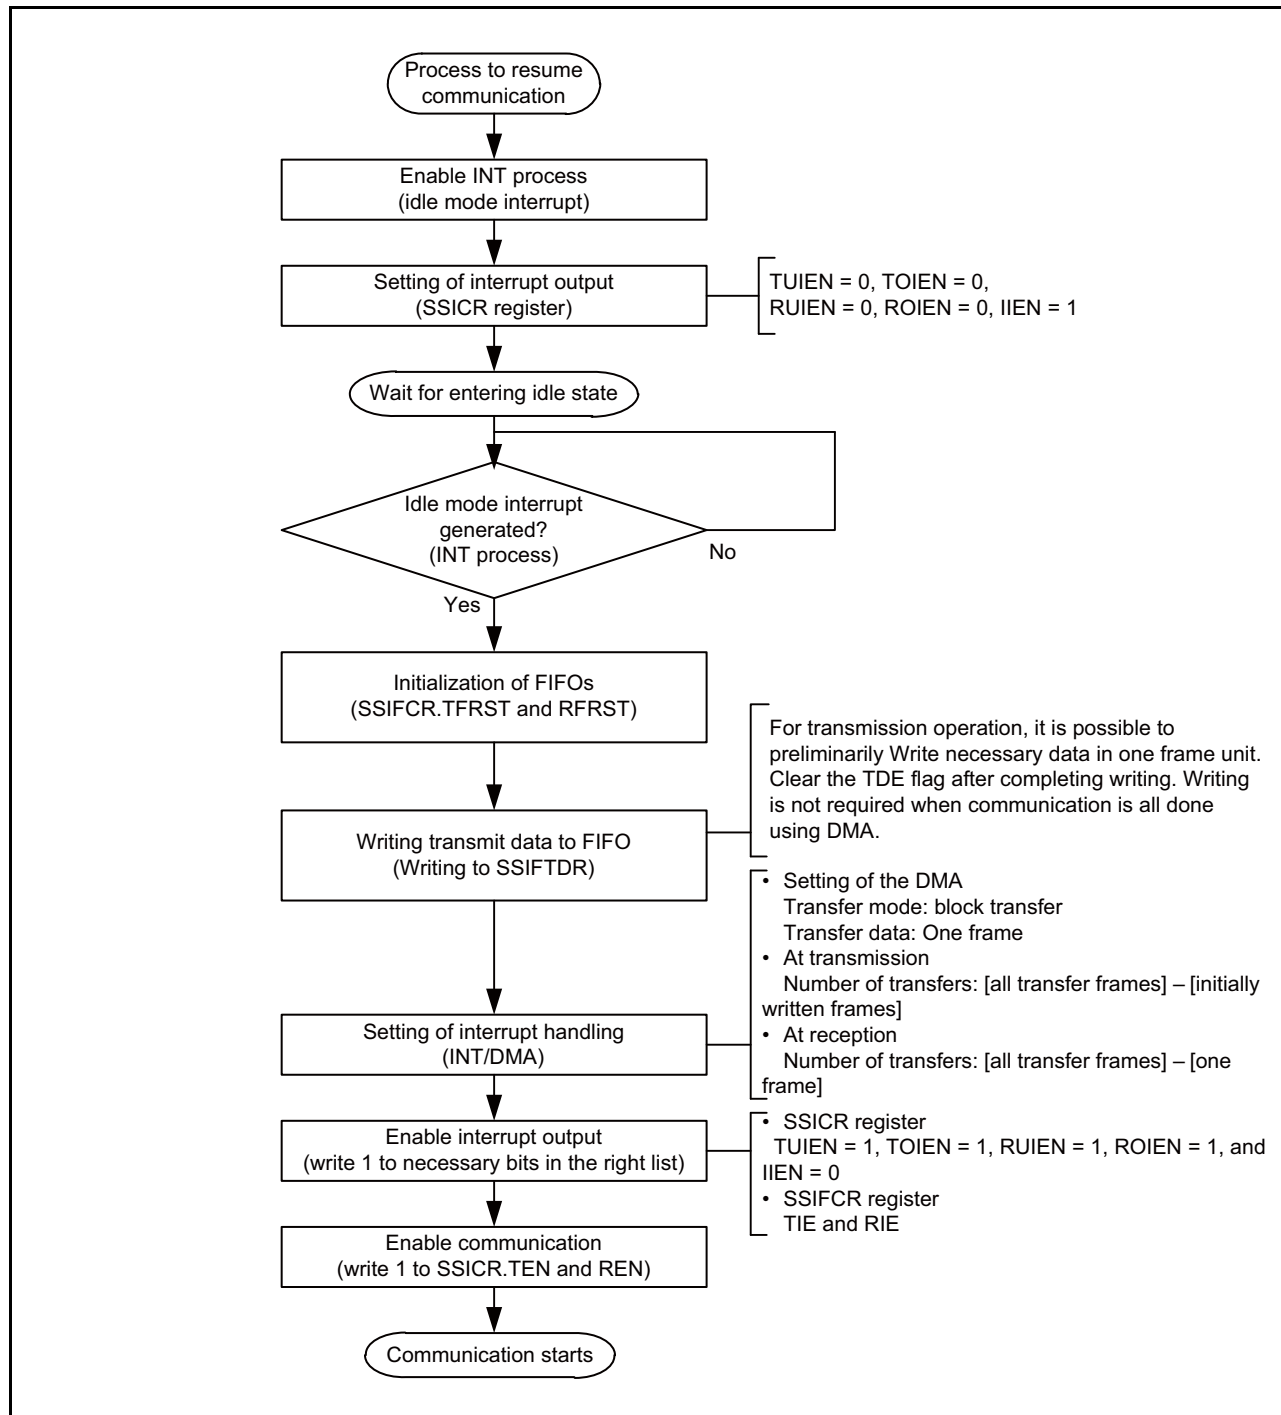 Process to resume
communication
Enable INT process
(idle mode interrupt)
Setting of interrupt output
(SSICR register)
TUIEN = 0, TOIEN = 0,
RUIEN = 0, ROIEN = 0, IIEN = 1
Wait for entering idle state
Idle mode interrupt
generated?
(INT process)
No
Yes
Initialization of FIFOs
(SSIFCR.TFRST and RFRST)
For transmission operation, it is possible to
preliminarily Write necessary data in one frame unit.
Clear the TDE flag after completing writing. Writing
is not required when communication is all done
using DMA.
Writing transmit data to FIFO
(Writing to SSIFTDR)
• Setting of the DMA
Transfer mode: block transfer
Transfer data: One frame
• At transmission
Number of transfers: [all transfer frames] – [initially
written frames]
• At reception
Number of transfers: [all transfer frames] – [one
frame]
Setting of interrupt handling
(INT/DMA)
Enable interrupt output
(write 1 to necessary bits in the right list)
• SSICR register
TUIEN = 1, TOIEN = 1, RUIEN = 1, ROIEN = 1, and
IIEN = 0
• SSIFCR register
TIE and RIE
Enable communication
(write 1 to SSICR.TEN and REN)
Communication starts